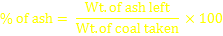 % of ash = Wt. of ash left / Wt. of coal taken × 100